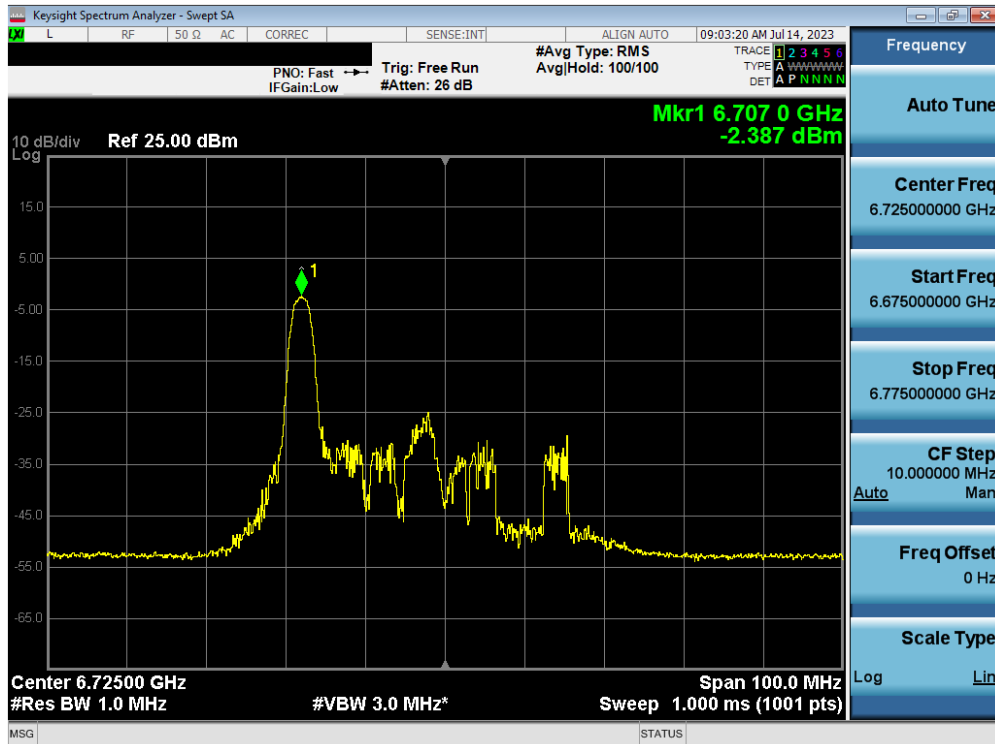 Keysight Spectrum Analyzer - Swept SA
LXI L RF 50 Ω AC CORREC SENSE:INT ALIGN AUTO 09:03:20 AM Jul 14, 2023
PNO: Fast
IFGain:Low
Trig: Free Run
#Atten: 26 dB
#Avg Type: RMS
Avg|Hold: 100/100
TRACE 1 2 3 4 5 6
TYPE A WWWWW
DET A P N N N N
Mkr1 6.707 0 GHz
-2.387 dBm
10 dB/div Ref 25.00 dBm
Log
15.0
5.00
-5.00
-15.0
-25.0
-35.0
-45.0
-55.0
-65.0
1
Center 6.72500 GHz Span 100.0 MHz
#Res BW 1.0 MHz #VBW 3.0 MHz* Sweep 1.000 ms (1001 pts)
MSG STATUS
Frequency
Auto Tune
Center Freq
6.725000000 GHz
Start Freq
6.675000000 GHz
Stop Freq
6.775000000 GHz
CF Step
10.000000 MHz
Auto Man
Freq Offset
0 Hz
Scale Type
Log Lin